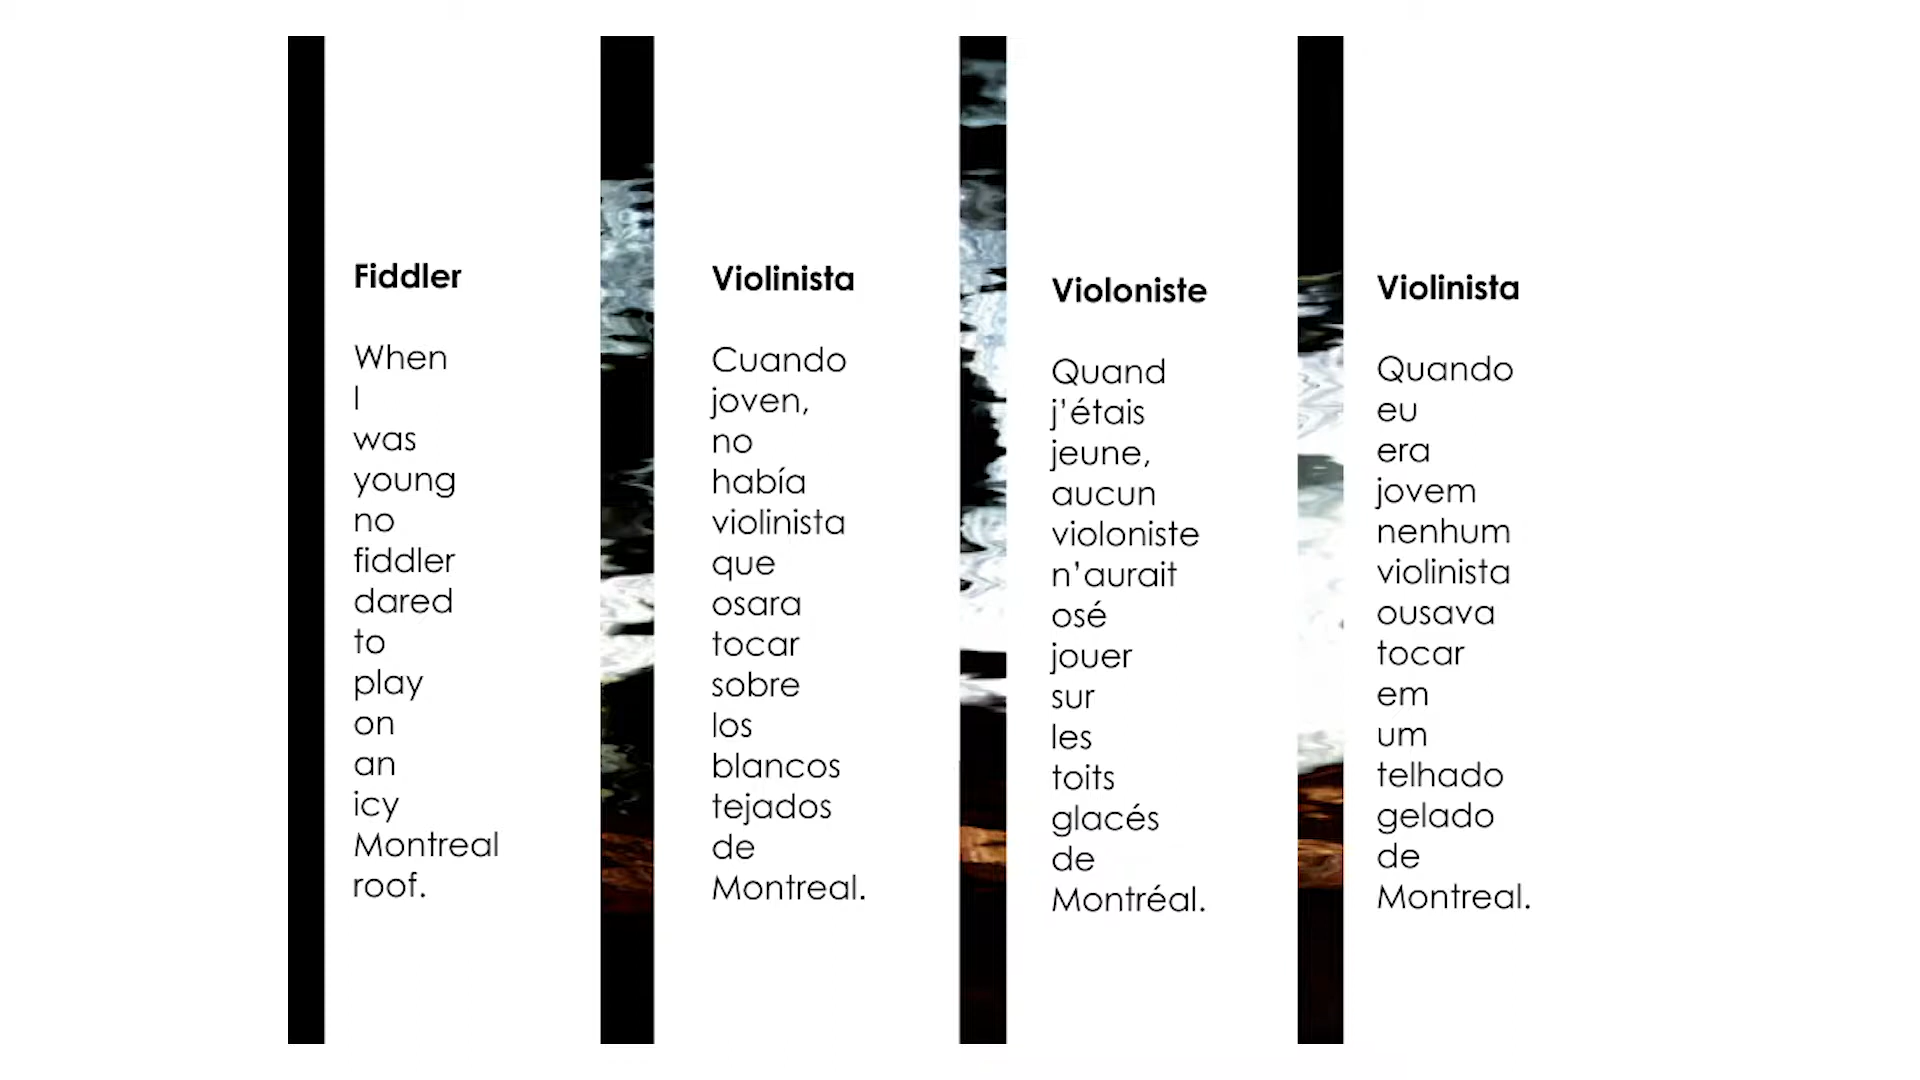 Fiddler
When
I
was
young
no
fiddler
dared
to
play
on
an
icy
Montreal
roof.
Violinista
Cuando
joven,
no
había
violinista
que
osara
tocar
sobre
los
blancos
tejados
de
Montreal.
Violoniste
Quand
j’étais
jeune,
aucun
violoniste
n’aurait
osé
jouer
sur
les
toits
glacés
de
Montréal.
Violinista
Quando
eu
era
jovem
nenhum
violinista
ousava
tocar
em
um
telhado
gelado
de
Montreal.